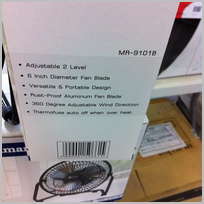 MA-9101B
• Adjustable 2 Level
• 6 Inch Diameter Fan Blade
• Versatile & Portable Design
• Rust-Proof Aluminum Fan Blade
• 360 Degree Adjustable Wind Direction
• Thermofuse auto off when over heat.